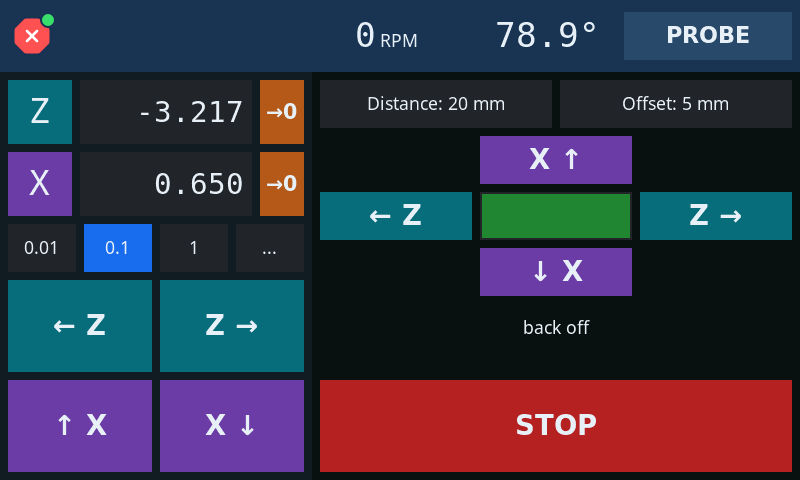 0 RPM 78.9° PROBE
Z -3.217 →0
X 0.650 →0
0.01 0.1 1 ...
← Z Z →
↑ X X ↓
Distance: 20 mm Offset: 5 mm
X ↑
← Z Z →
↓ X
back off
STOP